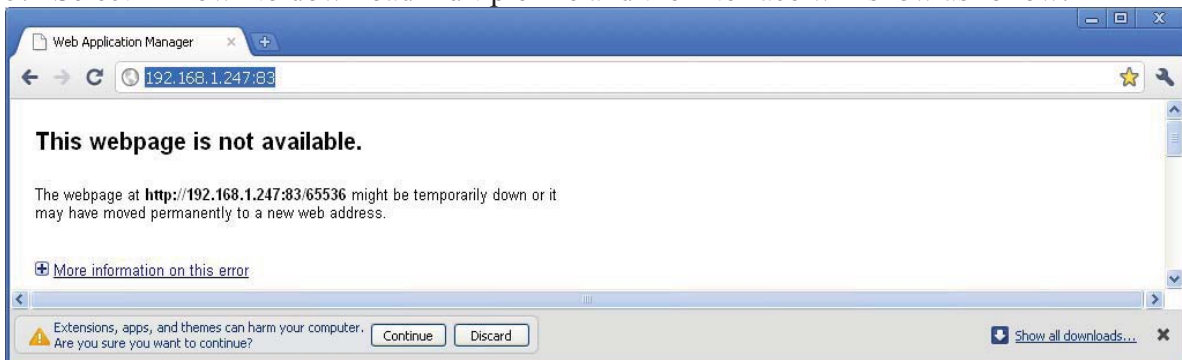 Web Application Manager
192.168.1.247:83
This webpage is not available.
The webpage at http://192.168.1.247:83/65536 might be temporarily down or it
may have moved permanently to a new web address.
More information on this error
Extensions, apps, and themes can harm your computer.
Are you sure you want to continue?
Continue
Discard
Show all downloads...